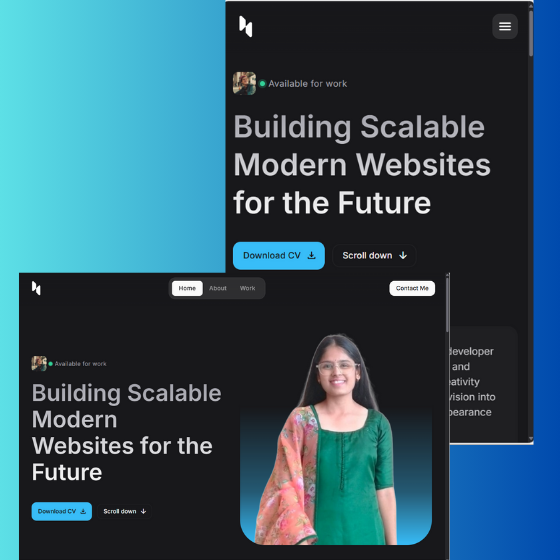 Available for work
Building Scalable
Modern Websites
for the Future
Download CV
Scroll down
developer
and
eativity
vision into
pearance
Home About Work
Contact Me
Available for work
Building Scalable
Modern
Websites for the
Future
Download CV
Scroll down